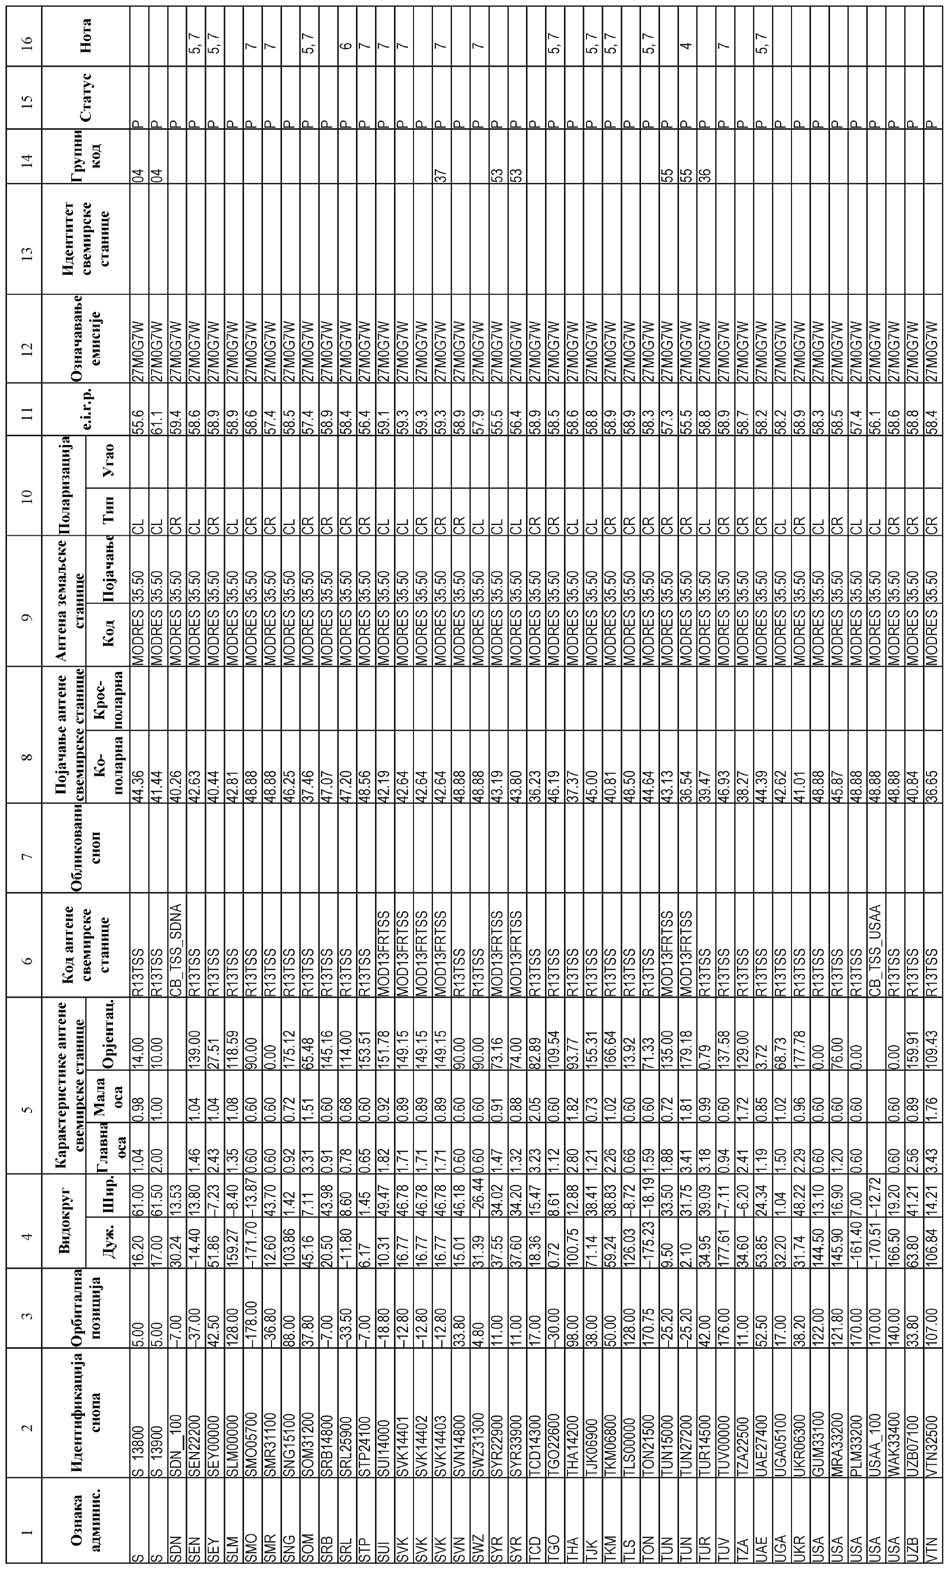 1 2 3 4 5 6 7 8 9 10 11 12 13 14 15 16
Ознака админис. Идентификација снопа Орбитална позиција Видокруг Карактеристике антене свемирске станице Код антене свемирске станице Обликовани сноп Појачање антене свемирске станице Антена земаљске станице Поларизација e.i.r.p. Означавање емисије Идентитет свемирске станице Групни код Статус Нота
Дуж. Шир. Главна оса Мала оса Орјентац. Ко-поларна Крос-поларна Код Појачање Тип Угао
S S 13800 5.00 16.20 61.00 1.04 0.98 14.00 R13TSS 44.36 MODRES 35.50 CL 55.6 27M0G7W 04 P
S S 13900 5.00 17.00 61.50 2.00 1.00 10.00 R13TSS 41.44 MODRES 35.50 CL 61.1 27M0G7W 04 P
SDN SDN__100 –7.00 30.24 13.53 CB_TSS_SDNA 40.26 MODRES 35.50 CR 59.4 27M0G7W P
SEN SEN22200 –37.00 –14.40 13.80 1.46 1.04 139.00 R13TSS 42.63 MODRES 35.50 CL 58.6 27M0G7W P 5, 7
SEY SEY00000 42.50 51.86 –7.23 2.43 1.04 27.51 R13TSS 40.44 MODRES 35.50 CR 58.9 27M0G7W P 5, 7
SLM SLM00000 128.00 159.27 –8.40 1.35 1.08 118.59 R13TSS 42.81 MODRES 35.50 CL 58.9 27M0G7W P
SMO SMO05700 –178.00 –171.70 –13.87 0.60 0.60 90.00 R13TSS 48.88 MODRES 35.50 CR 58.6 27M0G7W P 7
SMR SMR31100 –36.80 12.60 43.70 0.60 0.60 0.00 R13TSS 48.88 MODRES 35.50 CR 57.4 27M0G7W P 7
SNG SNG15100 88.00 103.86 1.42 0.92 0.72 175.12 R13TSS 46.25 MODRES 35.50 CL 58.5 27M0G7W P
SOM SOM31200 37.80 45.16 7.11 3.31 1.51 65.48 R13TSS 37.46 MODRES 35.50 CL 57.4 27M0G7W P 5, 7
SRB SRB14800 –7.00 20.50 43.98 0.91 0.60 145.16 R13TSS 47.07 MODRES 35.50 CR 58.9 27M0G7W P
SRL SRL25900 –33.50 –11.80 8.60 0.78 0.68 114.00 R13TSS 47.20 MODRES 35.50 CR 58.4 27M0G7W P 6
STP STP24100 –7.00 6.17 1.45 0.65 0.60 153.51 R13TSS 48.56 MODRES 35.50 CR 56.4 27M0G7W P 7
SUI SUI14000 –18.80 10.31 49.47 1.82 0.92 151.78 MOD13FRTSS 42.19 MODRES 35.50 CL 59.1 27M0G7W P 7
SVK SVK14401 –12.80 16.77 46.78 1.71 0.89 149.15 MOD13FRTSS 42.64 MODRES 35.50 CL 59.3 27M0G7W P 7
SVK SVK14402 –12.80 16.77 46.78 1.71 0.89 149.15 MOD13FRTSS 42.64 MODRES 35.50 CR 59.3 27M0G7W P
SVK SVK14403 –12.80 16.77 46.78 1.71 0.89 149.15 MOD13FRTSS 42.64 MODRES 35.50 CR 59.3 27M0G7W 37 P 7
SVN SVN14800 33.80 15.01 46.18 0.60 0.60 90.00 R13TSS 48.88 MODRES 35.50 CR 58.9 27M0G7W P
SWZ SWZ31300 4.80 31.39 –26.44 0.60 0.60 90.00 R13TSS 48.88 MODRES 35.50 CL 57.9 27M0G7W P 7
SYR SYR22900 11.00 37.55 34.02 1.47 0.91 73.16 MOD13FRTSS 43.19 MODRES 35.50 CL 55.5 27M0G7W 53 P
SYR SYR33900 11.00 37.60 34.20 1.32 0.88 74.00 MOD13FRTSS 43.80 MODRES 35.50 CL 56.4 27M0G7W 53 P
TCD TCD14300 17.00 18.36 15.47 3.23 2.05 82.89 R13TSS 36.23 MODRES 35.50 CR 58.9 27M0G7W P
TGO TGO22600 –30.00 0.72 8.61 1.12 0.60 109.54 R13TSS 46.19 MODRES 35.50 CR 58.5 27M0G7W P 5, 7
THA THA14200 98.00 100.75 12.88 2.80 1.82 93.77 R13TSS 37.37 MODRES 35.50 CL 58.6 27M0G7W P
TJK TJK06900 38.00 71.14 38.41 1.21 0.73 155.31 R13TSS 45.00 MODRES 35.50 CR 58.8 27M0G7W P 5, 7
TKM TKM06800 50.00 59.24 38.83 2.26 1.02 166.64 R13TSS 40.81 MODRES 35.50 CR 58.9 27M0G7W P 5, 7
TLS TLS00000 128.00 126.03 –8.72 0.66 0.60 13.92 R13TSS 48.50 MODRES 35.50 CR 58.9 27M0G7W P
TON TON21500 170.75 –175.23 –18.19 1.59 0.60 71.33 R13TSS 44.64 MODRES 35.50 CR 58.3 27M0G7W P 5, 7
TUN TUN15000 –25.20 9.50 33.50 1.88 0.72 135.00 MOD13FRTSS 43.13 MODRES 35.50 CR 57.3 27M0G7W 55 P
TUN TUN27200 –25.20 2.10 31.75 3.41 1.81 179.18 MOD13FRTSS 36.54 MODRES 35.50 CR 55.5 27M0G7W 55 P 4
TUR TUR14500 42.00 34.95 39.09 3.18 0.99 0.79 R13TSS 39.47 MODRES 35.50 CL 58.8 27M0G7W 36 P
TUV TUV00000 176.00 177.61 –7.11 0.94 0.60 137.58 R13TSS 46.93 MODRES 35.50 CR 58.9 27M0G7W P 7
TZA TZA22500 11.00 34.60 –6.20 2.41 1.72 129.00 R13TSS 38.27 MODRES 35.50 CR 58.7 27M0G7W P
UAE UAE27400 52.50 53.85 24.34 1.19 0.85 3.72 R13TSS 44.39 MODRES 35.50 CR 58.2 27M0G7W P 5, 7
UGA UGA05100 17.00 32.20 1.04 1.50 1.02 68.73 R13TSS 42.62 MODRES 35.50 CL 58.2 27M0G7W P
UKR UKR06300 38.20 31.74 48.22 2.29 0.96 177.78 R13TSS 41.01 MODRES 35.50 CR 58.9 27M0G7W P
USA GUM33100 122.00 144.50 13.10 0.60 0.60 0.00 R13TSS 48.88 MODRES 35.50 CL 58.3 27M0G7W P
USA MRA33200 121.80 145.90 16.90 1.20 0.60 76.00 R13TSS 45.87 MODRES 35.50 CR 58.5 27M0G7W P
USA PLM33200 170.00 –161.40 7.00 0.60 0.60 0.00 R13TSS 48.88 MODRES 35.50 CL 57.4 27M0G7W P
USA USAA_100 170.00 –170.51 –12.72 CB_TSS_USAA 48.88 MODRES 35.50 CL 56.1 27M0G7W P
USA WAK33400 140.00 166.50 19.20 0.60 0.60 0.00 R13TSS 48.88 MODRES 35.50 CL 58.6 27M0G7W P
UZB UZB07100 33.80 63.80 41.21 2.56 0.89 159.91 R13TSS 40.84 MODRES 35.50 CR 58.8 27M0G7W P
VTN VTN32500 107.00 106.84 14.21 3.43 1.76 109.43 R13TSS 36.65 MODRES 35.50 CR 58.4 27M0G7W P